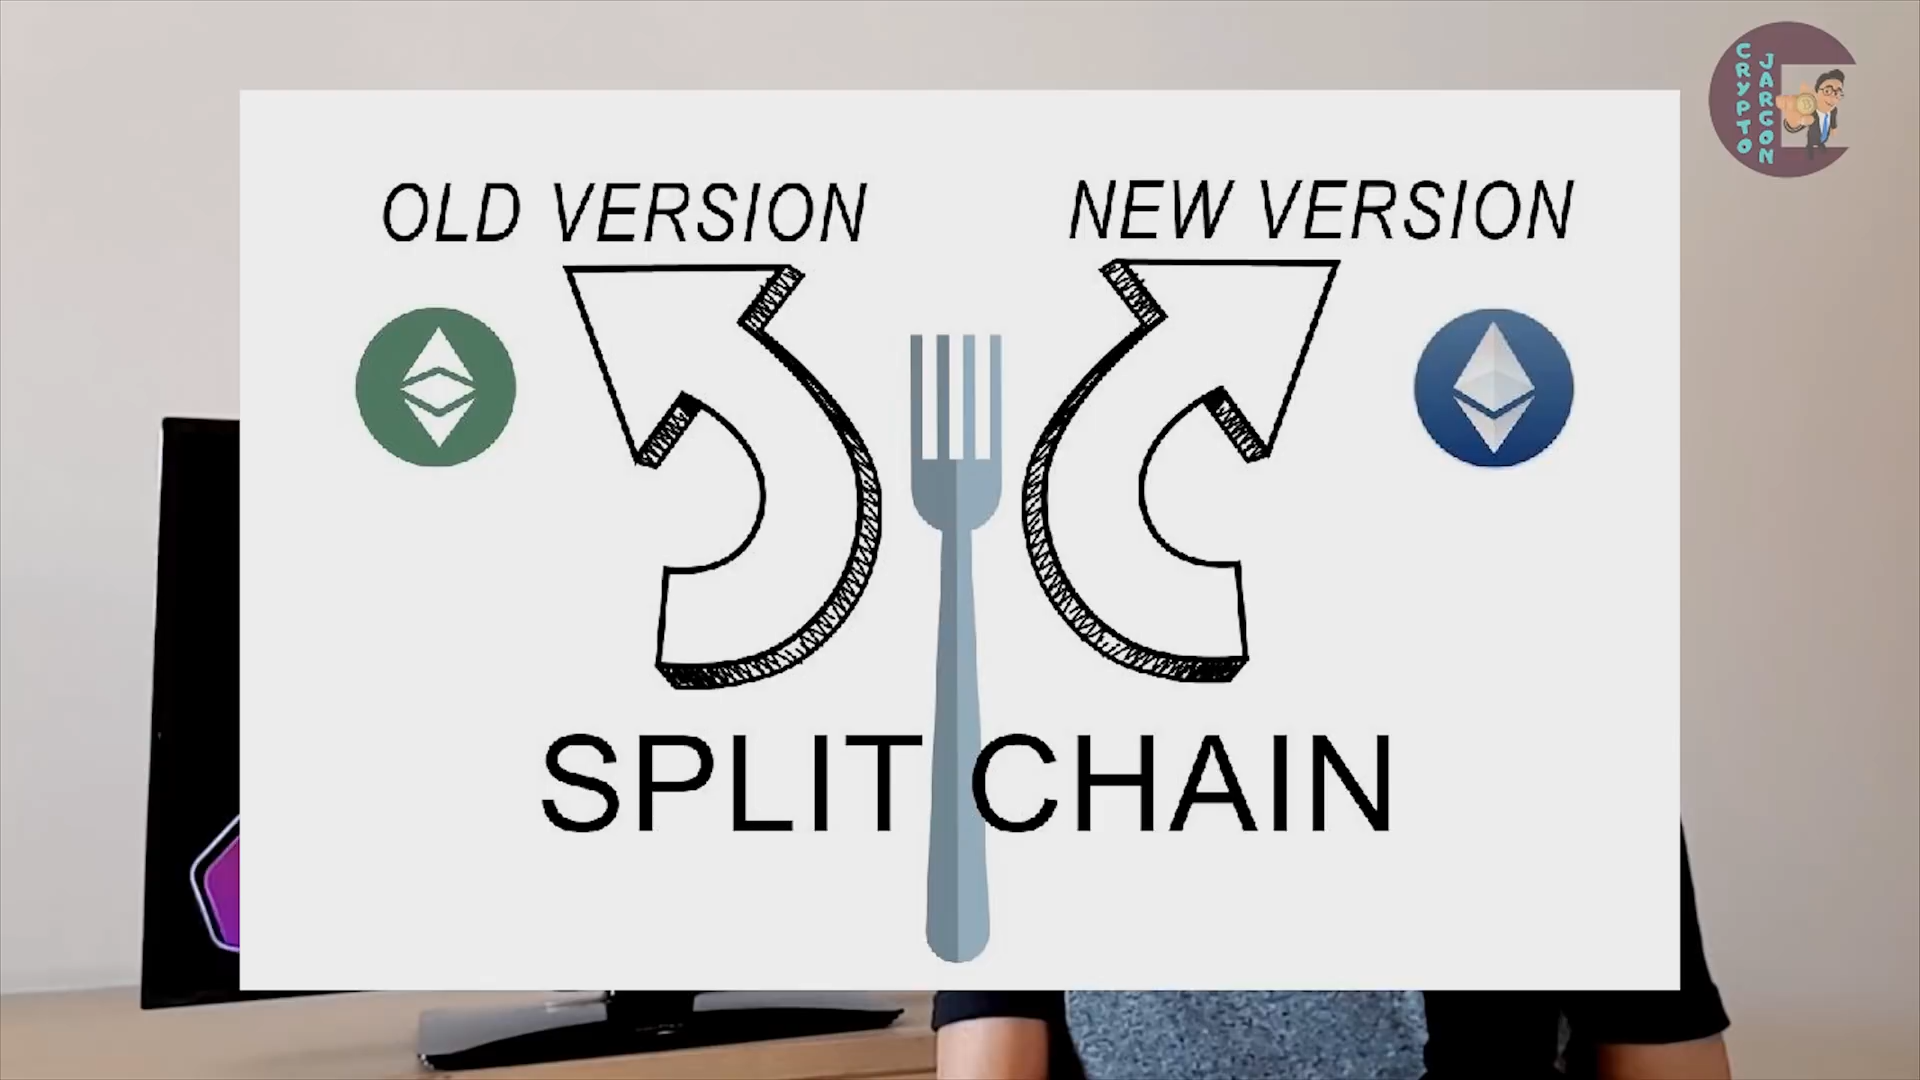 CRYPTO
JARGON
OLD VERSION
NEW VERSION
SPLIT CHAIN